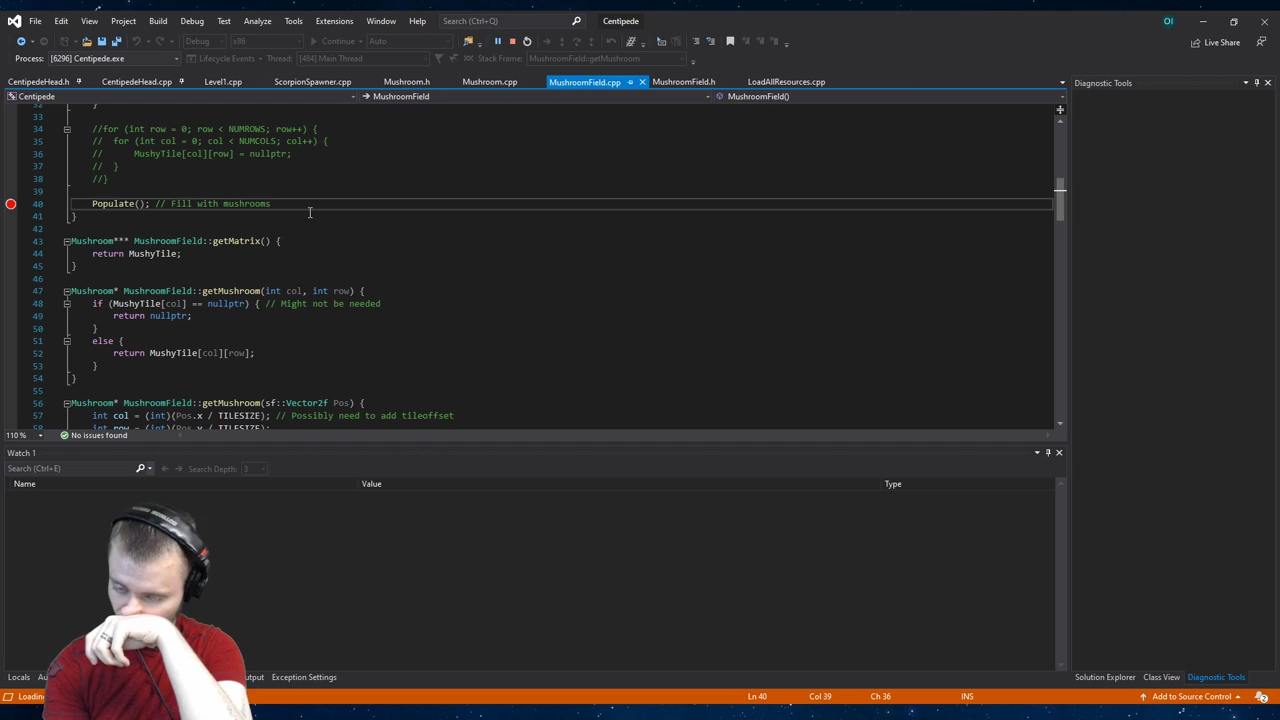 File Edit View Project Build Debug Test Analyze Tools Extensions Window Help Search (Ctrl+Q) Centipede OI
Debug x86 Continue Auto Live Share
Process: [6296] Centipede.exe Lifecycle Events Thread: [484] Main Thread Stack Frame: MushroomField::getMushroom
CentipedeHead.h CentipedeHead.cpp Level1.cpp ScorpionSpawner.cpp Mushroom.h Mushroom.cpp MushroomField.cpp MushroomField.h LoadAllResources.cpp Diagnostic Tools
Centipede MushroomField MushroomField()
32 }
33
34 //for (int row = 0; row < NUMROWS; row++) {
35 // for (int col = 0; col < NUMCOLS; col++) {
36 // MushyTile[col][row] = nullptr;
37 // }
38 //}
39
40 Populate(); // Fill with mushrooms
41 }
42
43 Mushroom*** MushroomField::getMatrix() {
44 return MushyTile;
45 }
46
47 Mushroom* MushroomField::getMushroom(int col, int row) {
48 if (MushyTile[col] == nullptr) { // Might not be needed
49 return nullptr;
50 }
51 else {
52 return MushyTile[col][row];
53 }
54 }
55
56 Mushroom* MushroomField::getMushroom(sf::Vector2f Pos) {
57 int col = (int)(Pos.x / TILESIZE); // Possibly need to add tileoffset
58 int row = (int)(Pos.y / TILESIZE);
110 % No issues found
Watch 1
Search (Ctrl+E) Search Depth: 3
Name Value Type
Locals Exception Settings Solution Explorer Class View Diagnostic Tools
Ln 40 Col 39 Ch 36 INS Add to Source Control 2